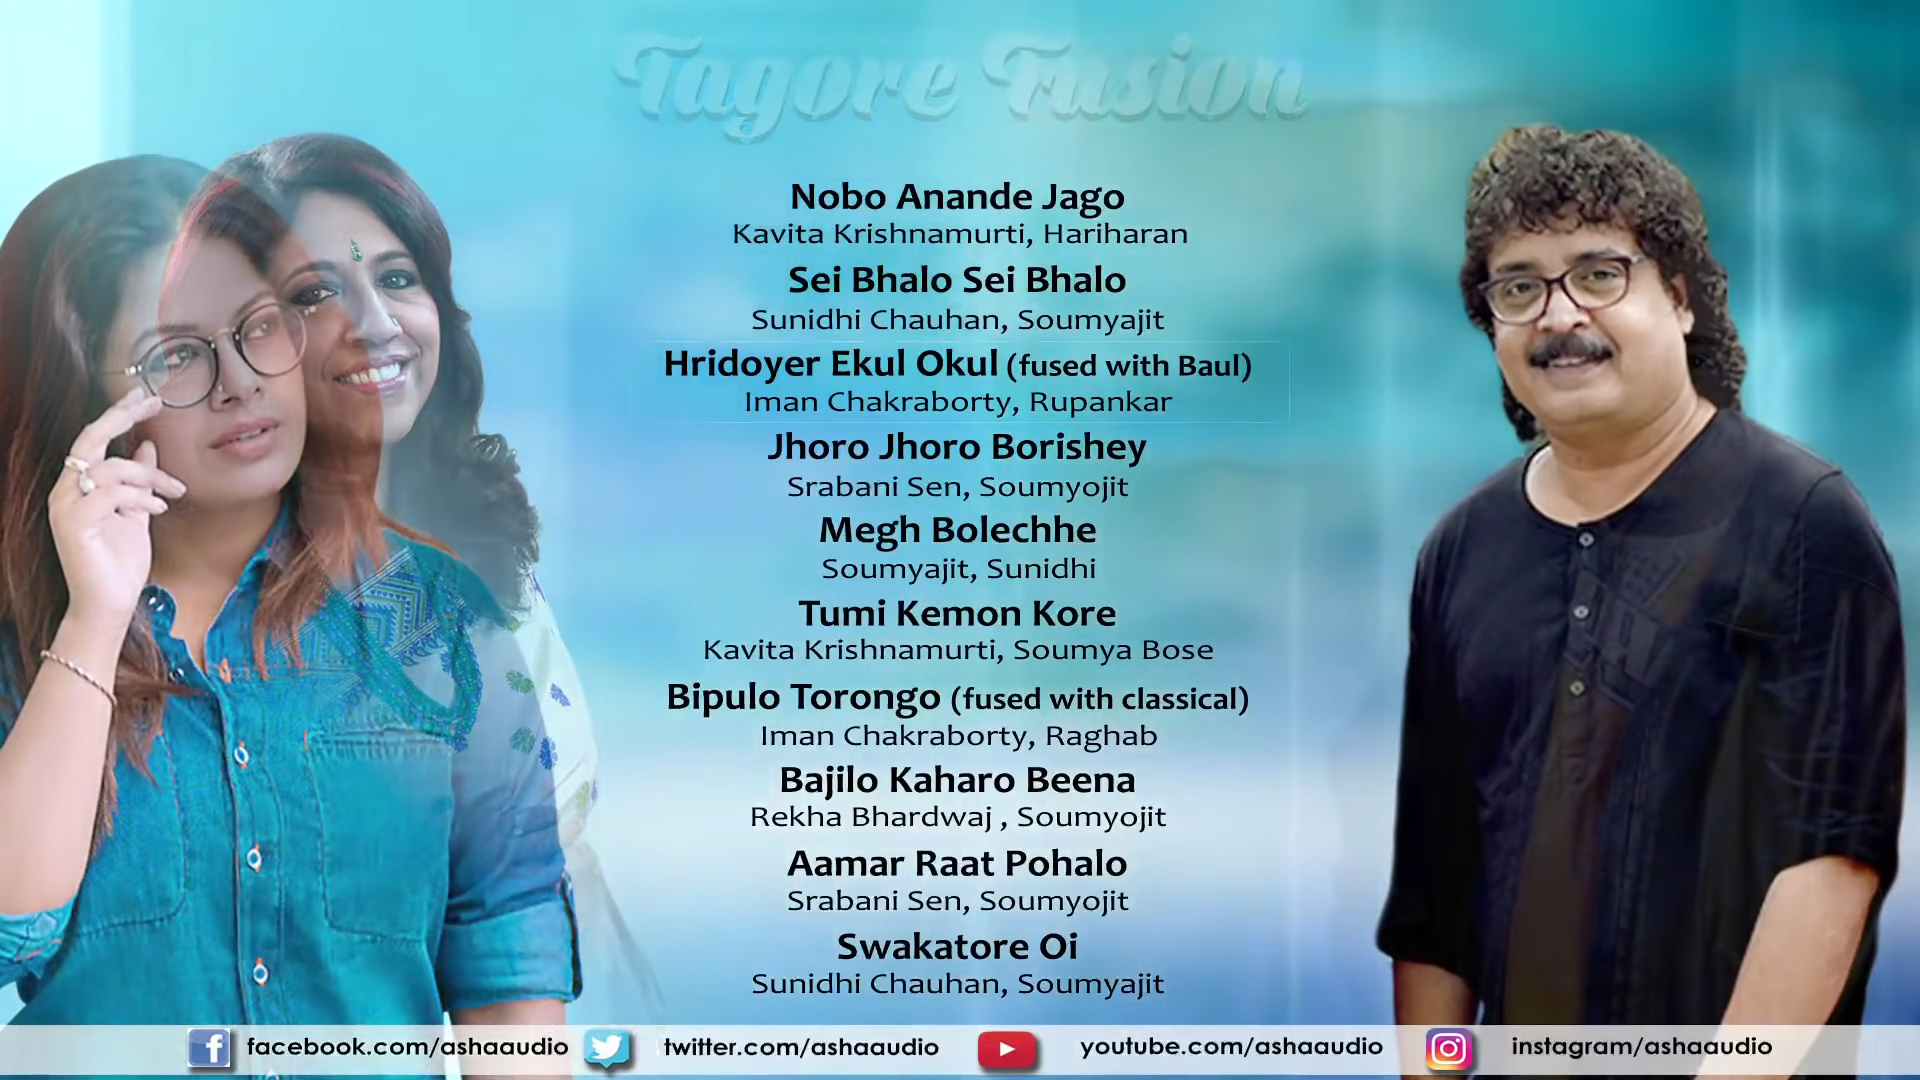 Tagore Fusion
Nobo Anande Jago
Kavita Krishnamurti, Hariharan
Sei Bhalo Sei Bhalo
Sunidhi Chauhan, Soumyajit
Hridoyer Ekul Okul (fused with Baul)
Iman Chakraborty, Rupankar
Jhoro Jhoro Borishey
Srabani Sen, Soumyojit
Megh Bolechhe
Soumyajit, Sunidhi
Tumi Kemon Kore
Kavita Krishnamurti, Soumya Bose
Bipulo Torongo (fused with classical)
Iman Chakraborty, Raghab
Bajilo Kaharo Beena
Rekha Bhardwaj , Soumyojit
Aamar Raat Pohalo
Srabani Sen, Soumyojit
Swakatore Oi
Sunidhi Chauhan, Soumyajit
facebook.com/ashaaudio twitter.com/ashaaudio youtube.com/ashaaudio instagram/ashaaudio